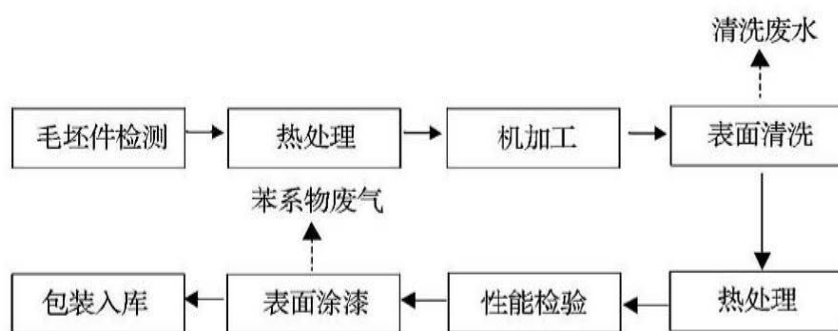 清洗废水
毛坯件检测
热处理
机加工
表面清洗
苯系物废气
包装入库
表面涂漆
性能检验
热处理